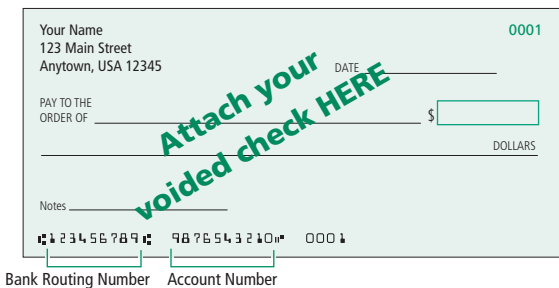 Your Name
0001
123 Main Street
Anytown, USA 12345
DATE
Attach your
voided check HERE
PAY TO THE
ORDER OF
$
DOLLARS
Notes
⑆123456789⑆ 9876543210⑈ 0001
Bank Routing Number Account Number